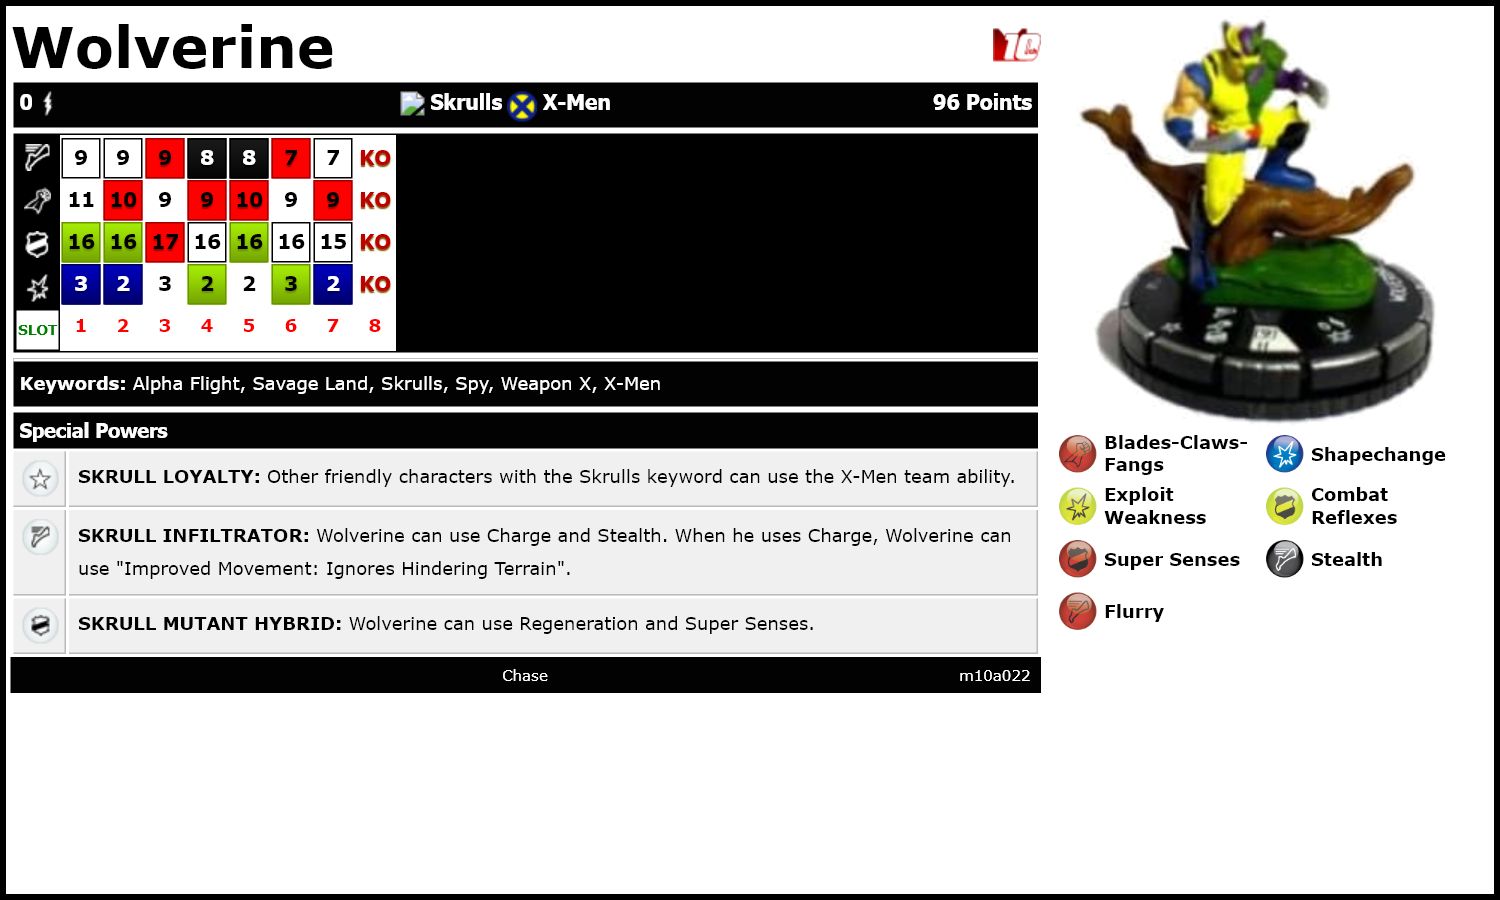 Wolverine
10
0 Skrulls X-Men 96 Points
9 9 9 8 8 7 7 KO
11 10 9 9 10 9 9 KO
16 16 17 16 16 16 15 KO
3 2 3 2 2 3 2 KO
SLOT 1 2 3 4 5 6 7 8
Keywords: Alpha Flight, Savage Land, Skrulls, Spy, Weapon X, X-Men
Special Powers
SKRULL LOYALTY: Other friendly characters with the Skrulls keyword can use the X-Men team ability.
SKRULL INFILTRATOR: Wolverine can use Charge and Stealth. When he uses Charge, Wolverine can
use "Improved Movement: Ignores Hindering Terrain".
SKRULL MUTANT HYBRID: Wolverine can use Regeneration and Super Senses.
Chase m10a022
Blades-Claws-
Fangs
Shapechange
Exploit
Weakness
Combat
Reflexes
Super Senses
Stealth
Flurry